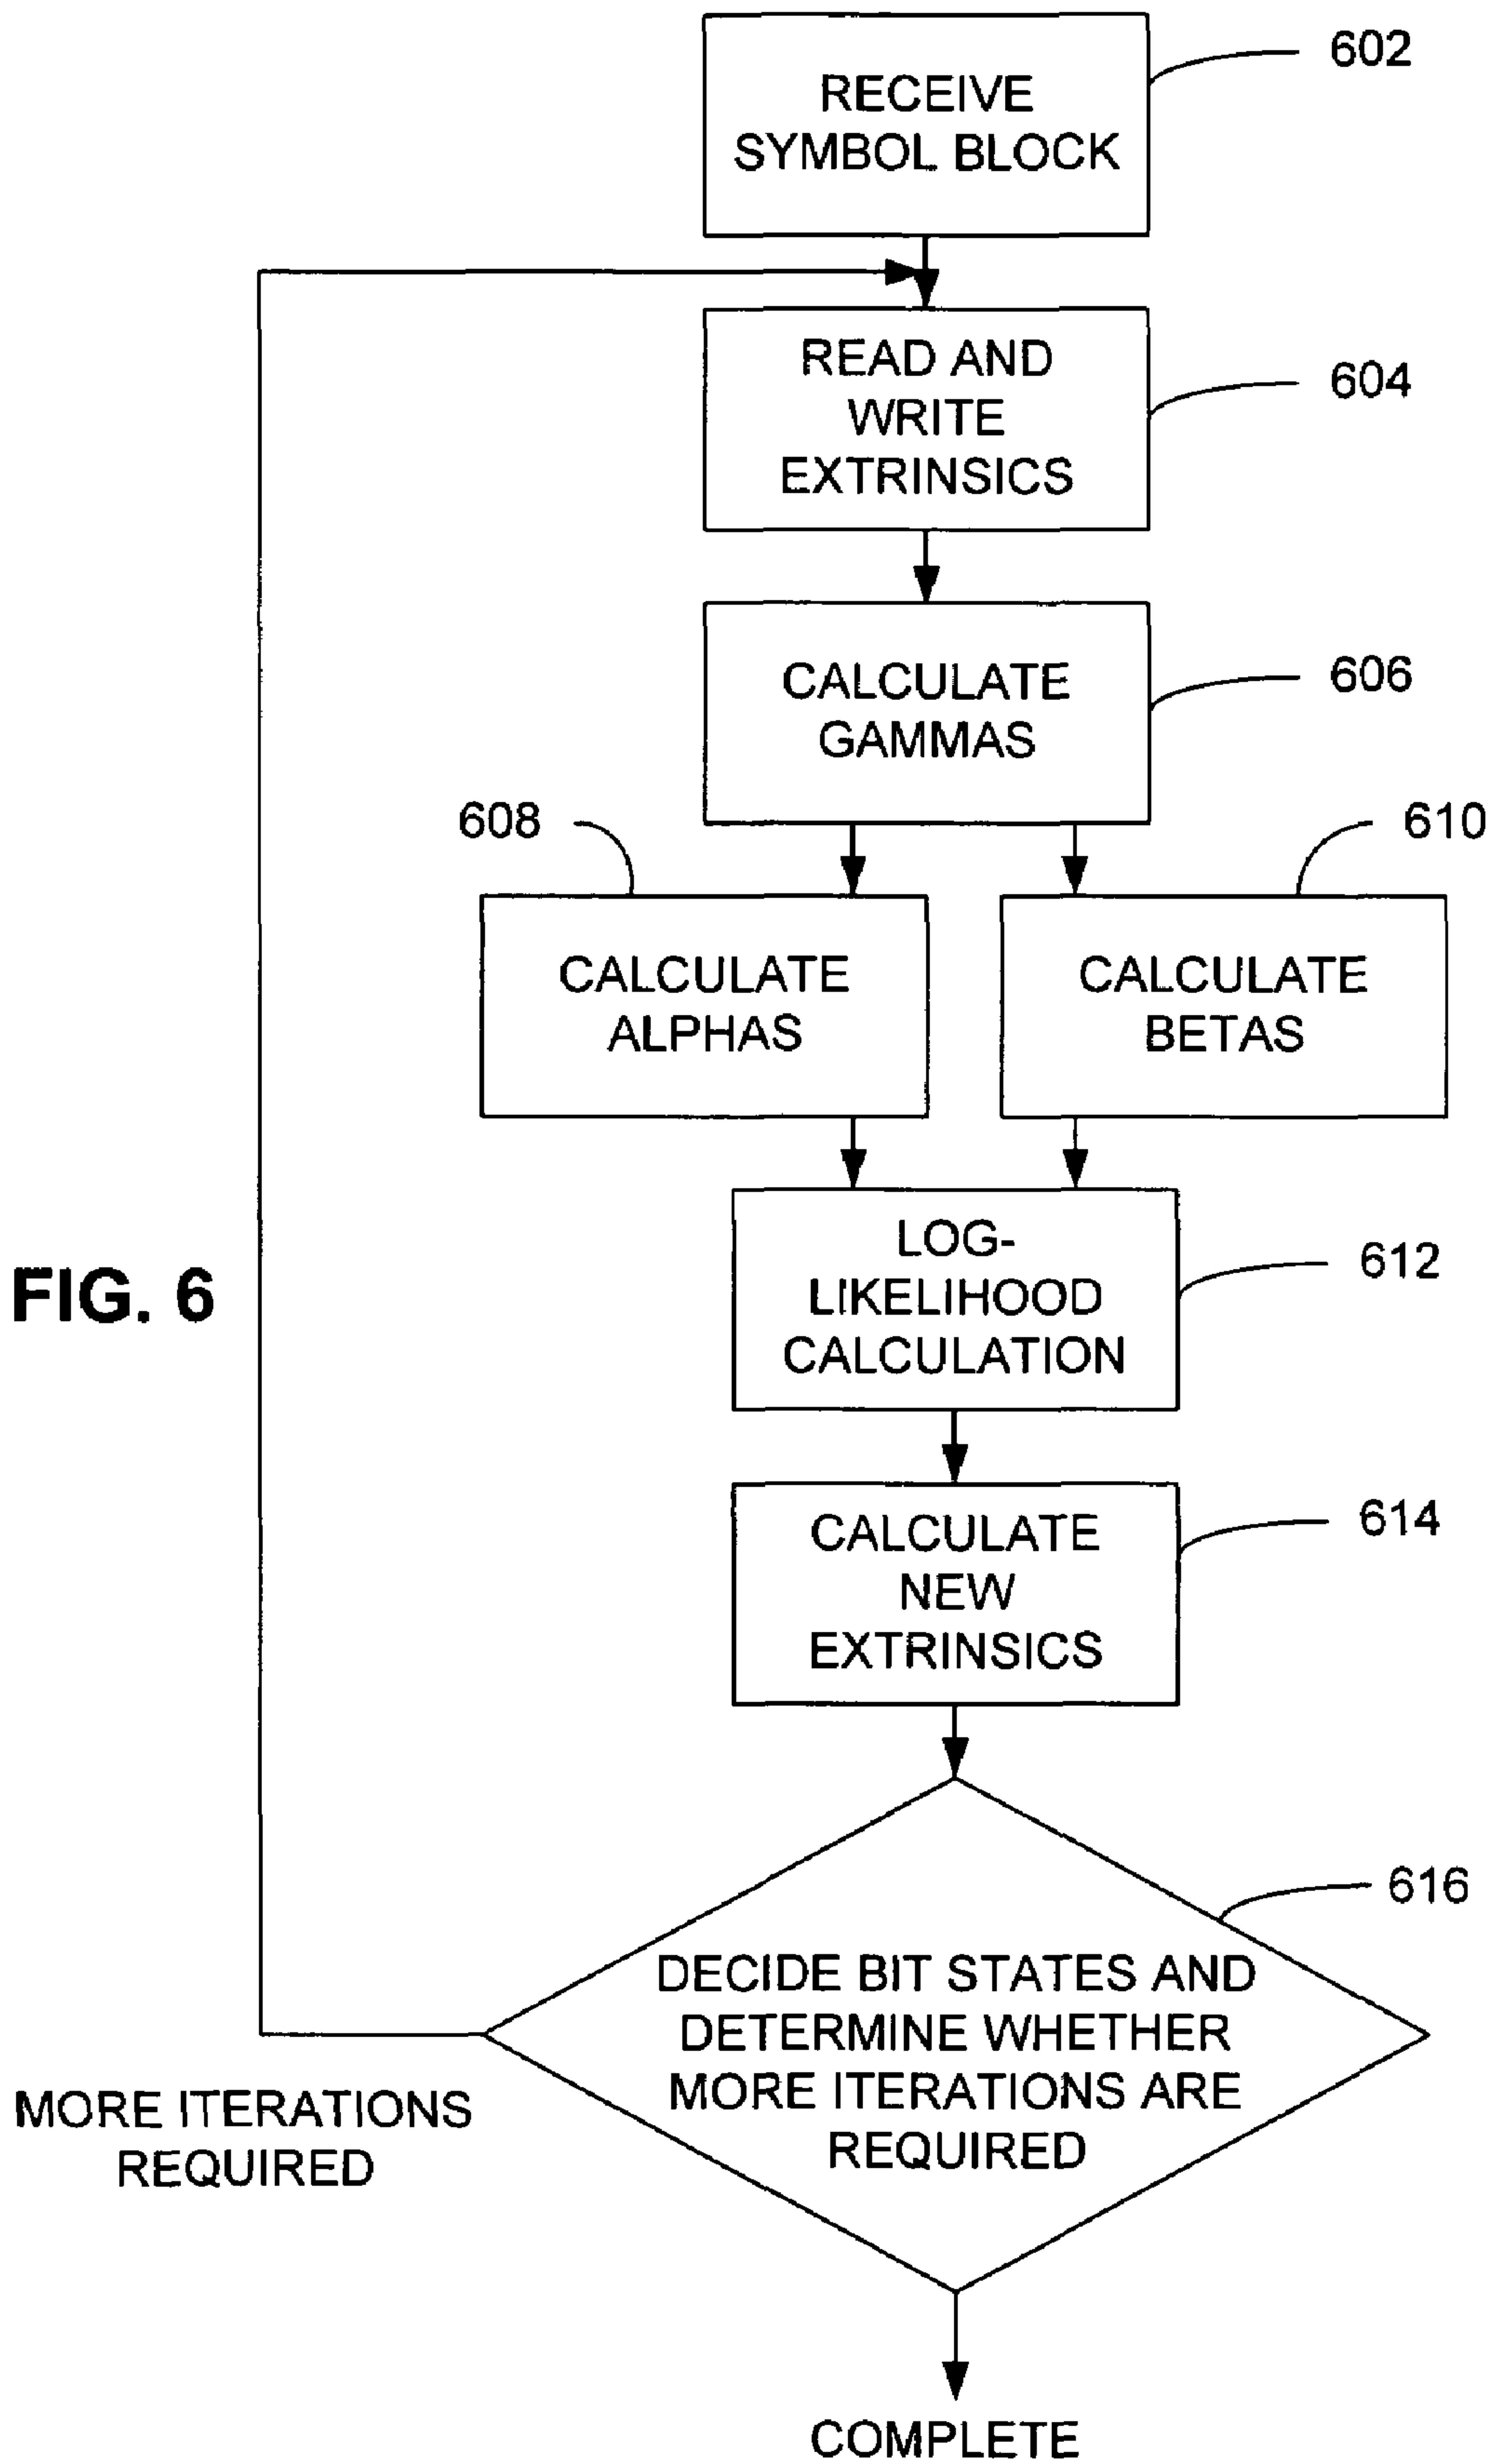 602
RECEIVE
SYMBOL BLOCK
READ AND
WRITE
EXTRINSICS
604
CALCULATE
GAMMAS
606
608
610
CALCULATE
ALPHAS
CALCULATE
BETAS
LOG-
LIKELIHOOD
CALCULATION
612
FIG. 6
CALCULATE
NEW
EXTRINSICS
614
616
DECIDE BIT STATES AND
DETERMINE WHETHER
MORE ITERATIONS ARE
REQUIRED
MORE ITERATIONS
REQUIRED
COMPLETE